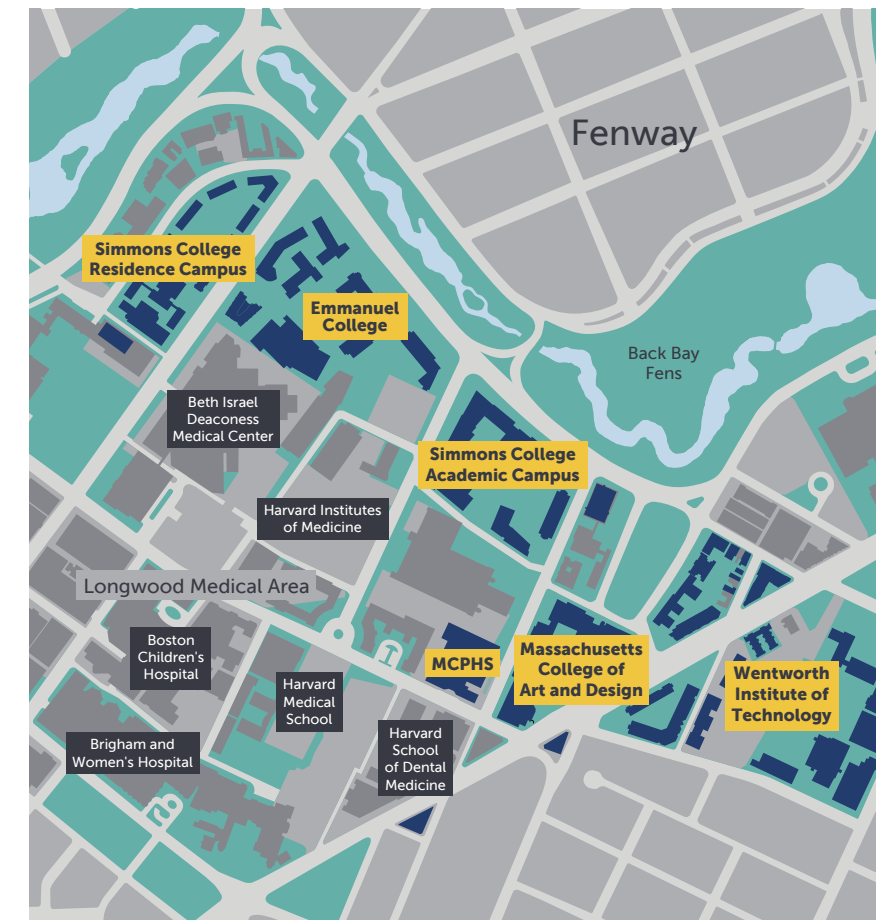 Fenway
Simmons College
Residence Campus
Emmanuel
College
Back Bay
Fens
Beth Israel
Deaconess
Medical Center
Simmons College
Academic Campus
Harvard Institutes
of Medicine
Longwood Medical Area
Boston
Children's
Hospital
MCPHS
Massachusetts
College of
Art and Design
Harvard
Medical
School
Wentworth
Institute of
Technology
Brigham and
Women's Hospital
Harvard
School
of Dental
Medicine